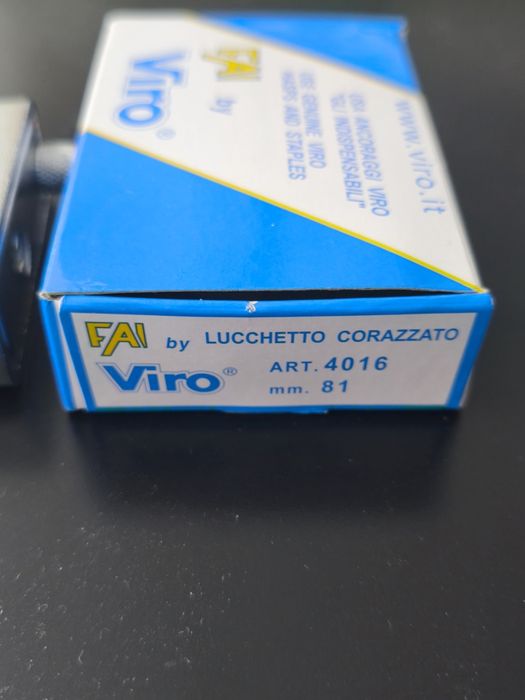 www.viro.it
USA ANCORAGGI VIRO
"GLI INDISPENSABILI"
USE GENUINE VIRO
HASPS AND STAPLES
FAI by
Viro®
FAI by LUCCHETTO CORAZZATO
Viro® ART. 4016
mm. 81